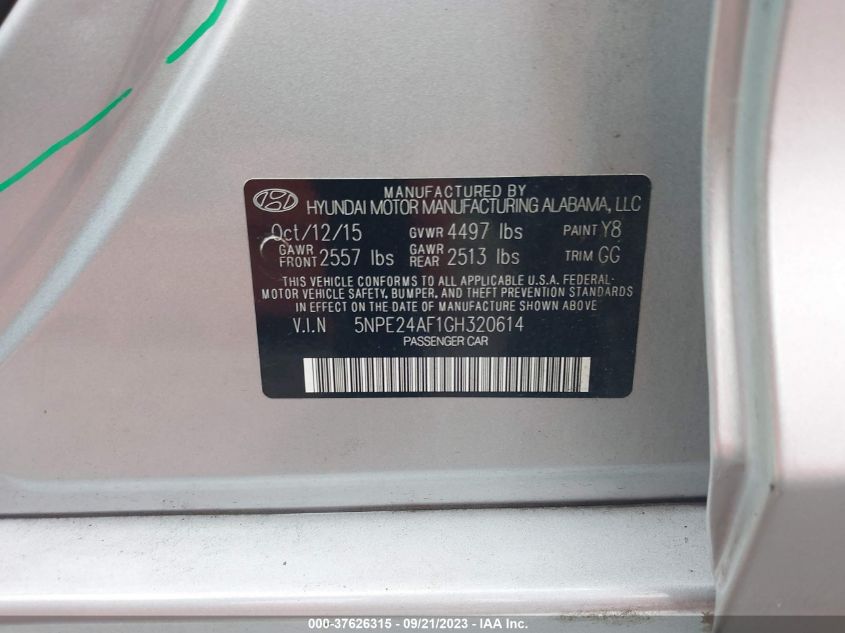 MANUFACTURED BY
HYUNDAI MOTOR MANUFACTURING ALABAMA, LLC
Oct/12/15 GVWR 4497 lbs PAINT Y8
GAWR FRONT 2557 lbs GAWR REAR 2513 lbs TRIM GG
THIS VEHICLE CONFORMS TO ALL APPLICABLE U.S.A. FEDERAL-
MOTOR VEHICLE SAFETY, BUMPER, AND THEFT PREVENTION STANDARDS
IN EFFECT ON THE DATE OF MANUFACTURE SHOWN ABOVE
V.I.N 5NPE24AF1GH320614
PASSENGER CAR
000-37626315 - 09/21/2023 - IAA Inc.